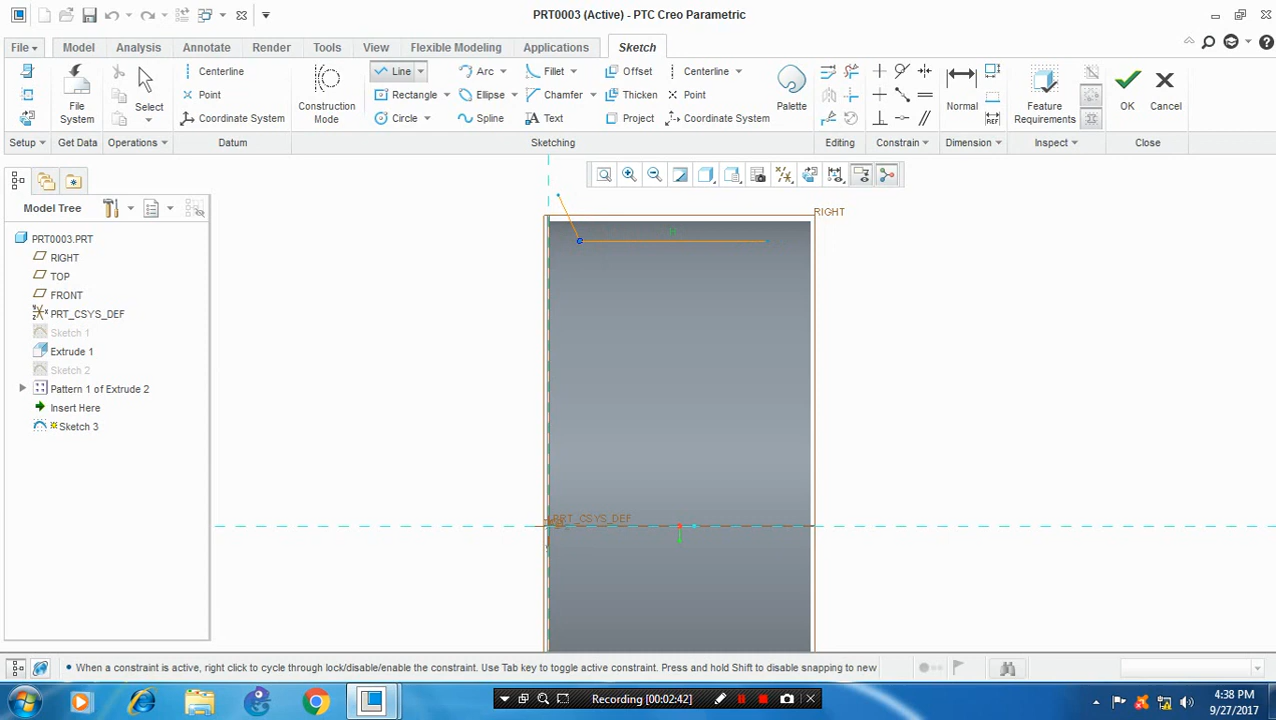 PRT0003 (Active) - PTC Creo Parametric
File Model Analysis Annotate Render Tools View Flexible Modeling Applications Sketch
File System
Select
Centerline
Point
Coordinate System
Construction Mode
Line Arc Fillet Offset Centerline
Rectangle Ellipse Chamfer Thicken Point
Circle Spline Text Project Coordinate System
Palette
Normal
REF
Feature Requirements
OK
Cancel
Setup Get Data Operations Datum Sketching Editing Constrain Dimension Inspect Close
Model Tree
PRT0003.PRT
RIGHT
TOP
FRONT
PRT_CSYS_DEF
Sketch 1
Extrude 1
Sketch 2
Pattern 1 of Extrude 2
Insert Here
Sketch 3
RIGHT
H
PRT_CSYS_DEF
When a constraint is active, right click to cycle through lock/disable/enable the constraint. Use Tab key to toggle active constraint. Press and hold Shift to disable snapping to new
Recording [00:02:42]
4:38 PM
9/27/2017